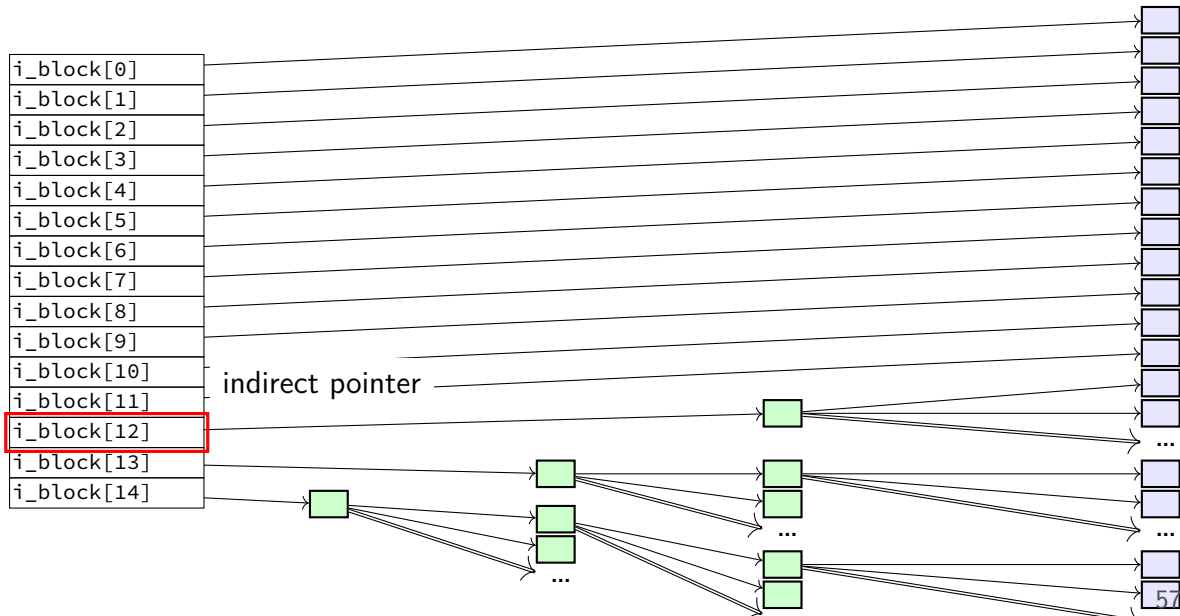 i_block[0]
i_block[1]
i_block[2]
i_block[3]
i_block[4]
i_block[5]
i_block[6]
i_block[7]
i_block[8]
i_block[9]
i_block[10]
indirect pointer
i_block[11]
i_block[12]
...
i_block[13]
i_block[14]
...
...
...
57